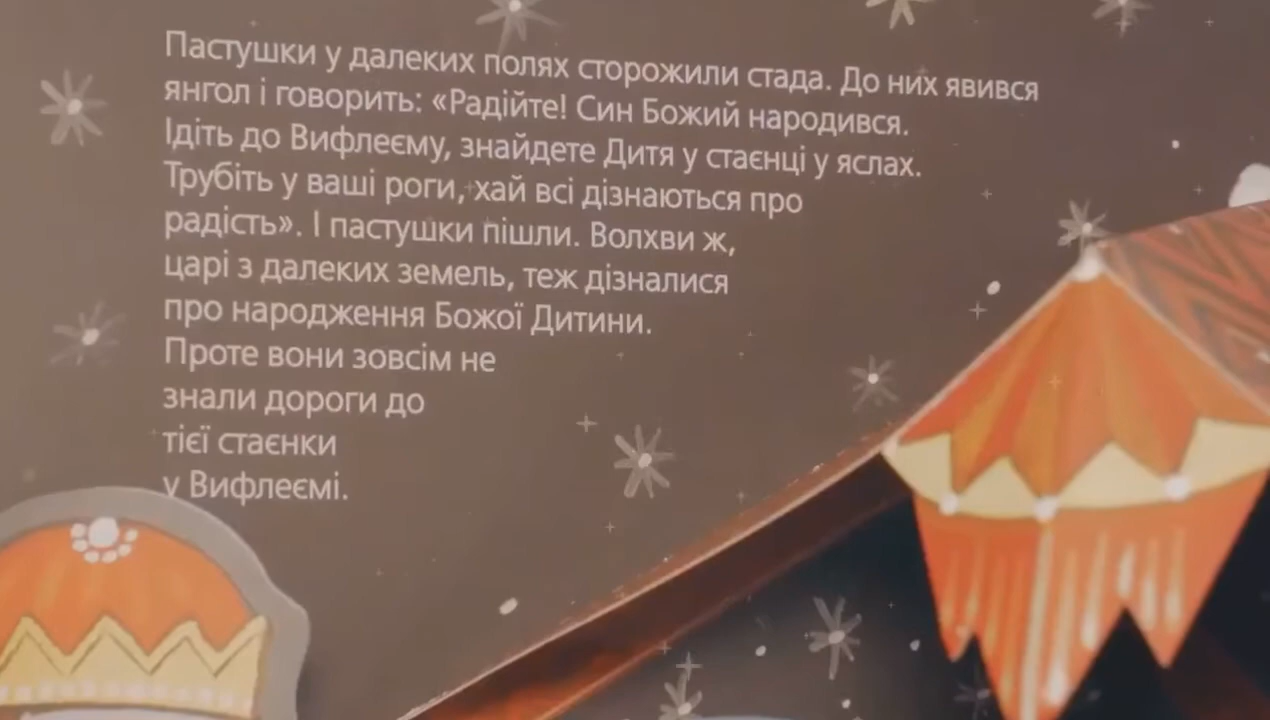 Пастушки у далеких полях сторожили стада. До них явився
янгол і говорить: «Радійте! Син Божий народився.
Ідіть до Вифлеєму, знайдете Дитя у стаєнці у яслах.
Трубіть у ваші роги, хай всі дізнаються про
радість». І пастушки пішли. Волхви ж,
царі з далеких земель, теж дізналися
про народження Божої Дитини.
Проте вони зовсім не
знали дороги до
тієї стаєнки
у Вифлеємі.